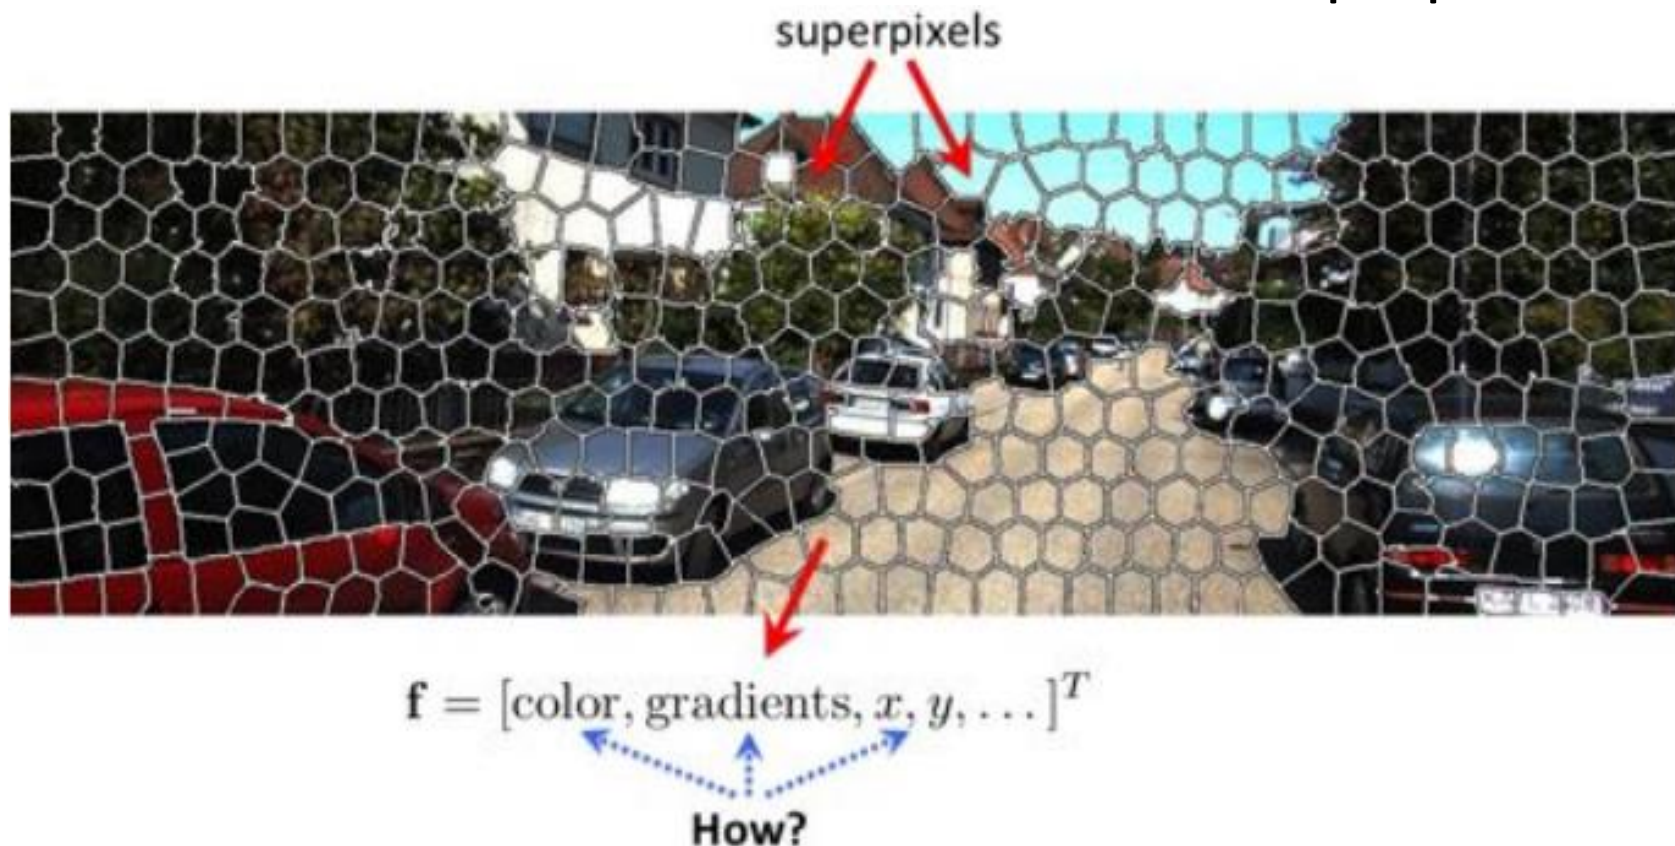 superpixels
f = [color, gradients, x, y, . . . ]^T
How?